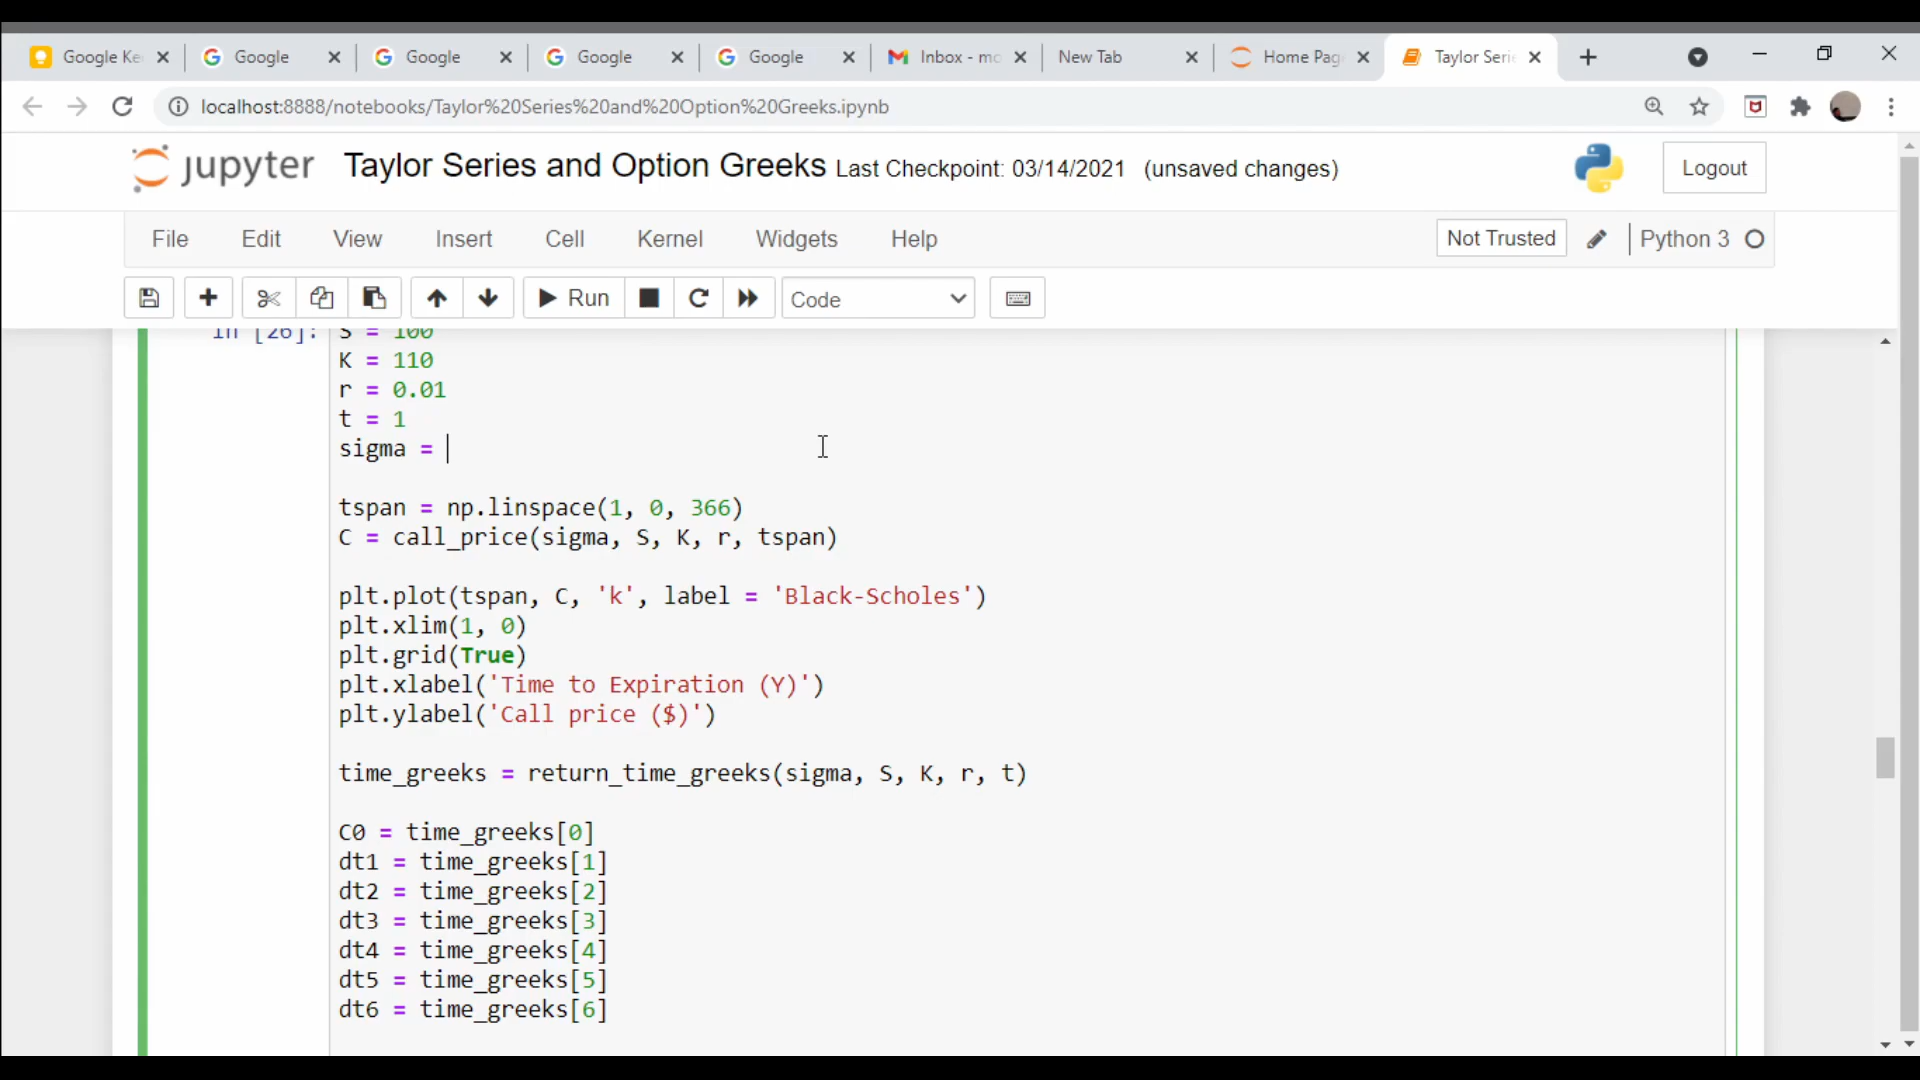 Google Ke
Google
Google
Google
Google
Inbox - mo
New Tab
Home Pag
Taylor Serie
localhost:8888/notebooks/Taylor%20Series%20and%20Option%20Greeks.ipynb
jupyter Taylor Series and Option Greeks Last Checkpoint: 03/14/2021 (unsaved changes)
Logout
File Edit View Insert Cell Kernel Widgets Help
Not Trusted
Python 3
Run
Code
In [26]: S = 100
K = 110
r = 0.01
t = 1
sigma =
tspan = np.linspace(1, 0, 366)
C = call_price(sigma, S, K, r, tspan)
plt.plot(tspan, C, 'k', label = 'Black-Scholes')
plt.xlim(1, 0)
plt.grid(True)
plt.xlabel('Time to Expiration (Y)')
plt.ylabel('Call price ($)')
time_greeks = return_time_greeks(sigma, S, K, r, t)
C0 = time_greeks[0]
dt1 = time_greeks[1]
dt2 = time_greeks[2]
dt3 = time_greeks[3]
dt4 = time_greeks[4]
dt5 = time_greeks[5]
dt6 = time_greeks[6]